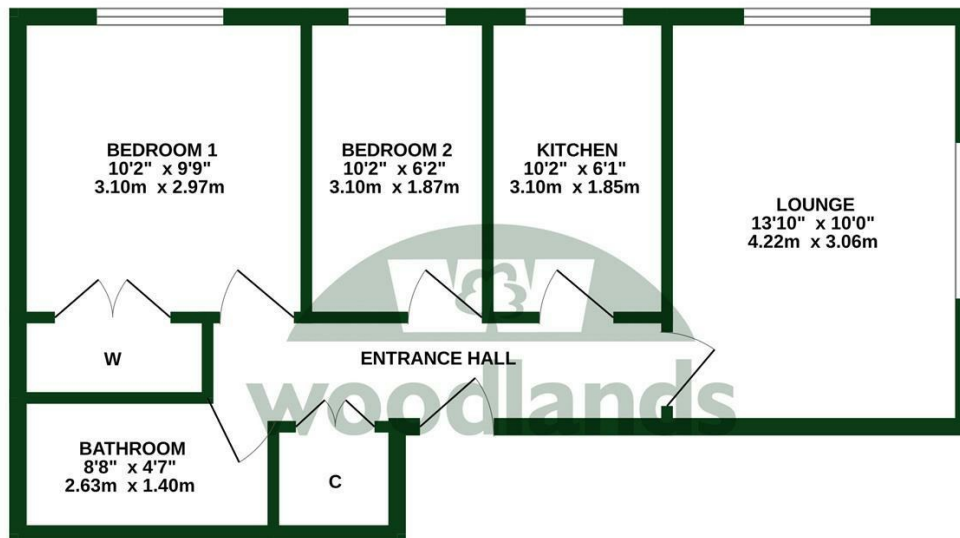 BEDROOM 1
10'2" x 9'9"
3.10m x 2.97m
BEDROOM 2
10'2" x 6'2"
3.10m x 1.87m
KITCHEN
10'2" x 6'1"
3.10m x 1.85m
LOUNGE
13'10" x 10'0"
4.22m x 3.06m
W
ENTRANCE HALL
woodlands
BATHROOM
8'8" x 4'7"
2.63m x 1.40m
C